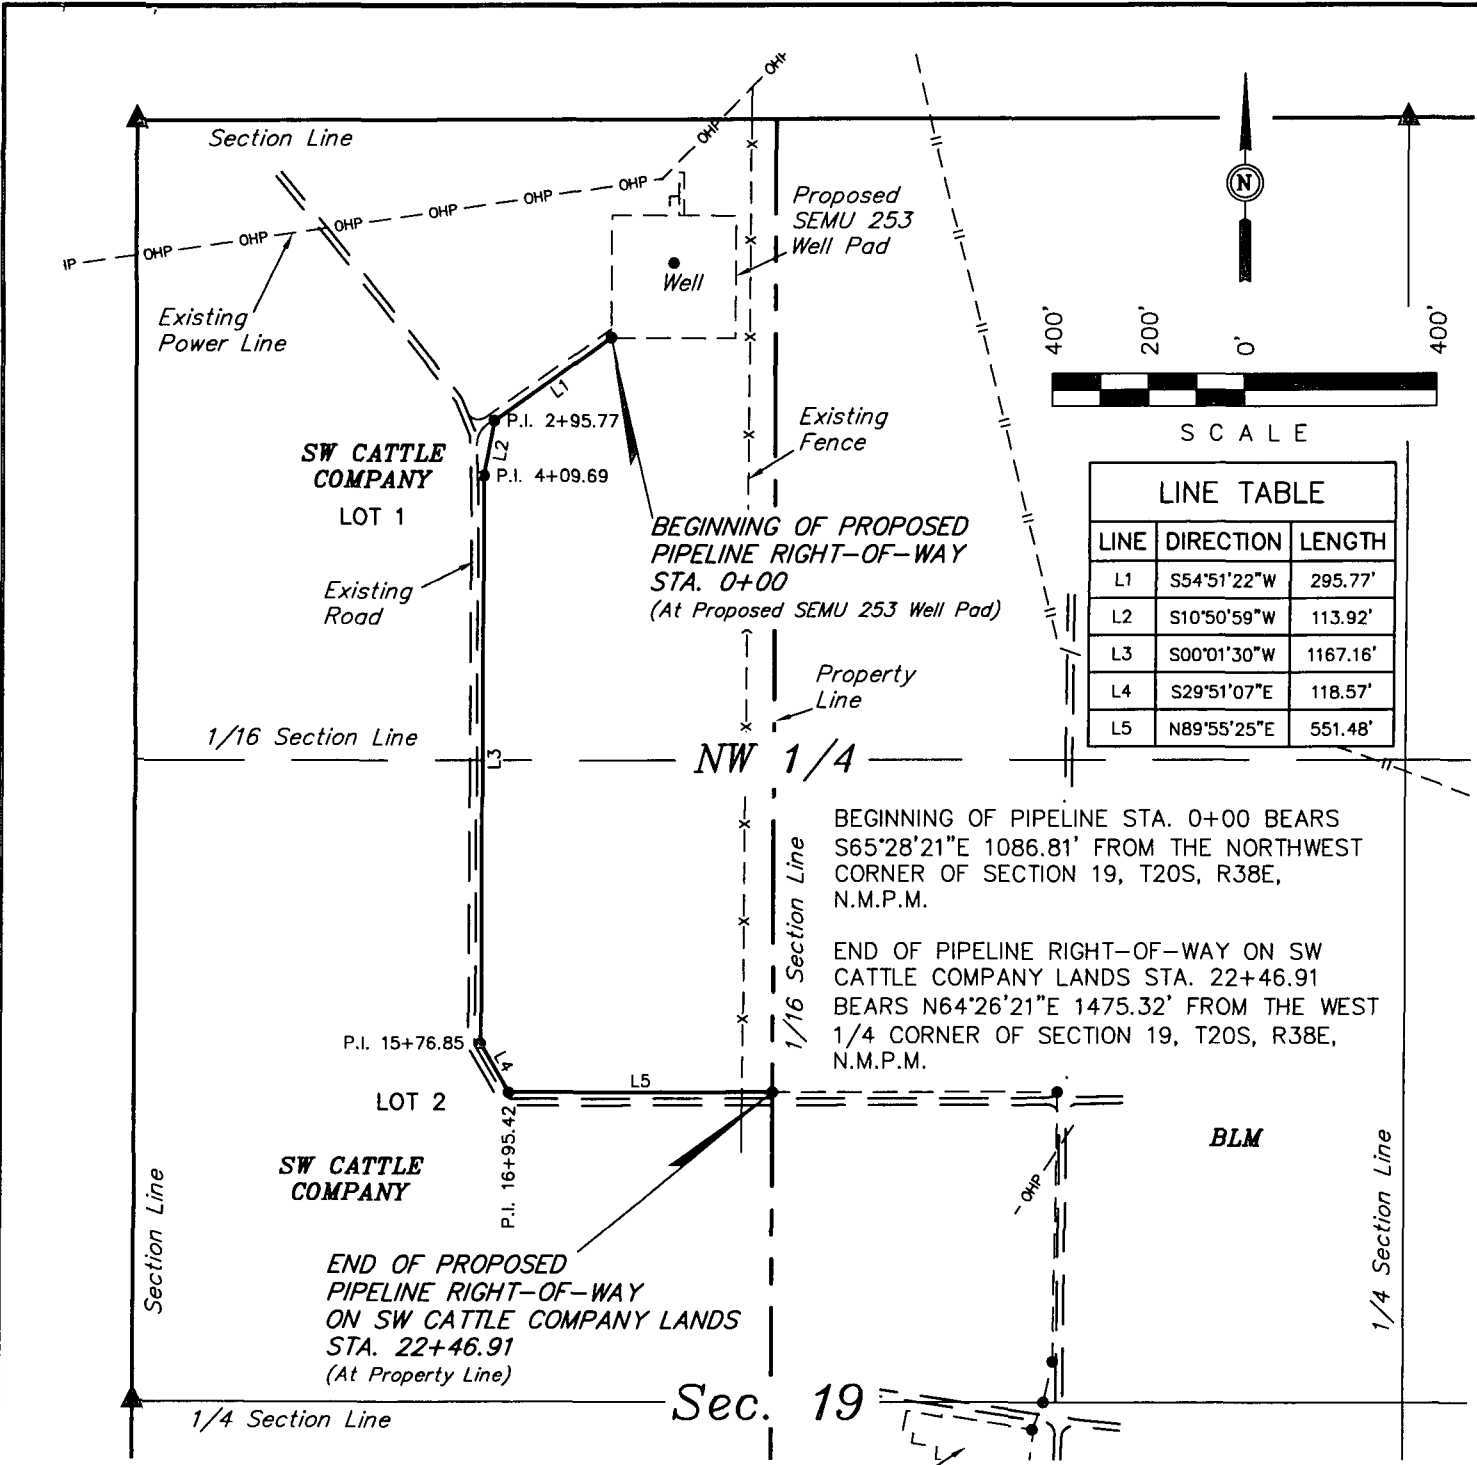 OHP
Section Line
OHP
OHP
OHP
OHP
OHP
OHP
OHP
IP
N
Proposed
SEMU 253
Well Pad
Well
Existing
Power Line
400'
200'
0'
400'
SCALE
L1
P.I. 2+95.77
L2
P.I. 4+09.69
SW CATTLE
COMPANY
LOT 1
Existing
Fence
LINE TABLE
LINE DIRECTION LENGTH
L1 S54°51'22"W 295.77'
L2 S10°50'59"W 113.92'
L3 S00°01'30"W 1167.16'
L4 S29°51'07"E 118.57'
L5 N89°55'25"E 551.48'
BEGINNING OF PROPOSED
PIPELINE RIGHT-OF-WAY
STA. 0+00
(At Proposed SEMU 253 Well Pad)
Existing
Road
Property
Line
1/16 Section Line
L3
NW 1/4
1/16 Section Line
BEGINNING OF PIPELINE STA. 0+00 BEARS
S65°28'21"E 1086.81' FROM THE NORTHWEST
CORNER OF SECTION 19, T20S, R38E,
N.M.P.M.
END OF PIPELINE RIGHT-OF-WAY ON SW
CATTLE COMPANY LANDS STA. 22+46.91
BEARS N64°26'21"E 1475.32' FROM THE WEST
1/4 CORNER OF SECTION 19, T20S, R38E,
N.M.P.M.
P.I. 15+76.85
L4
L5
LOT 2
P.I. 16+95.42
SW CATTLE
COMPANY
BLM
OHP
Section Line
1/4 Section Line
END OF PROPOSED
PIPELINE RIGHT-OF-WAY
ON SW CATTLE COMPANY LANDS
STA. 22+46.91
(At Property Line)
1/4 Section Line
Sec. 19